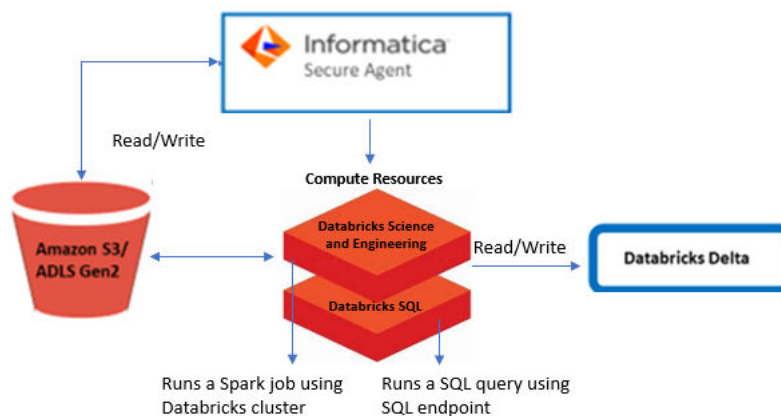 Informatica
Secure Agent
Read/Write
Compute Resources
Databricks Science
and Engineering
Amazon S3/
ADLS Gen2
Read/Write
Databricks Delta
Databricks SQL
Runs a Spark job using
Databricks cluster
Runs a SQL query using
SQL endpoint